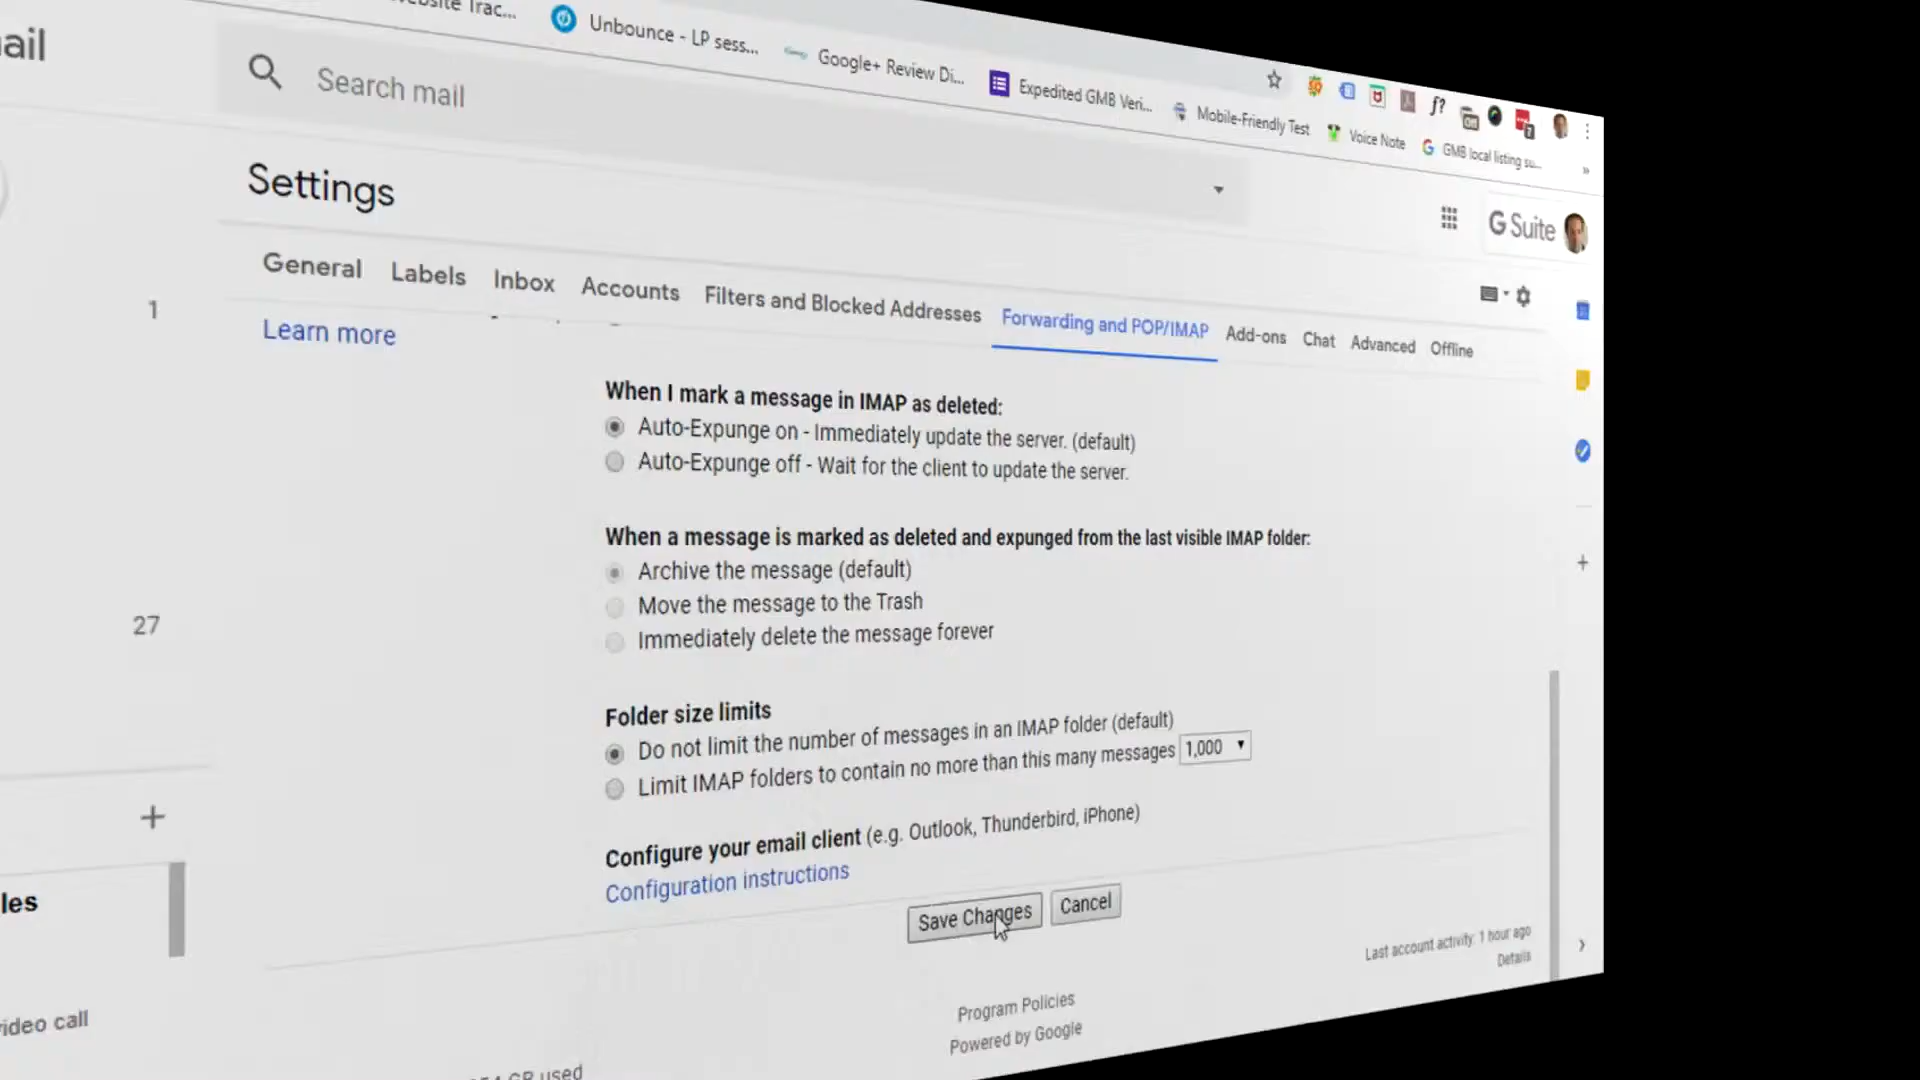 Unbounce - LP sess...
Google+ Review Di...
Expedited GMB Veri...
Mobile-Friendly Test
Voice Note
GMB local listing su...
ail
Search mail
G Suite
Settings
General
Labels
Inbox
Accounts
Filters and Blocked Addresses
Forwarding and POP/IMAP
Add-ons
Chat
Advanced
Offline
1
Learn more
When I mark a message in IMAP as deleted:
Auto-Expunge on - Immediately update the server. (default)
Auto-Expunge off - Wait for the client to update the server.
When a message is marked as deleted and expunged from the last visible IMAP folder:
Archive the message (default)
Move the message to the Trash
Immediately delete the message forever
27
Folder size limits
Do not limit the number of messages in an IMAP folder (default)
Limit IMAP folders to contain no more than this many messages 1,000
Configure your email client (e.g. Outlook, Thunderbird, iPhone)
Configuration instructions
Save Changes
Cancel
les
Last account activity: 1 hour ago
Details
ideo call
Program Policies
Powered by Google
GB used